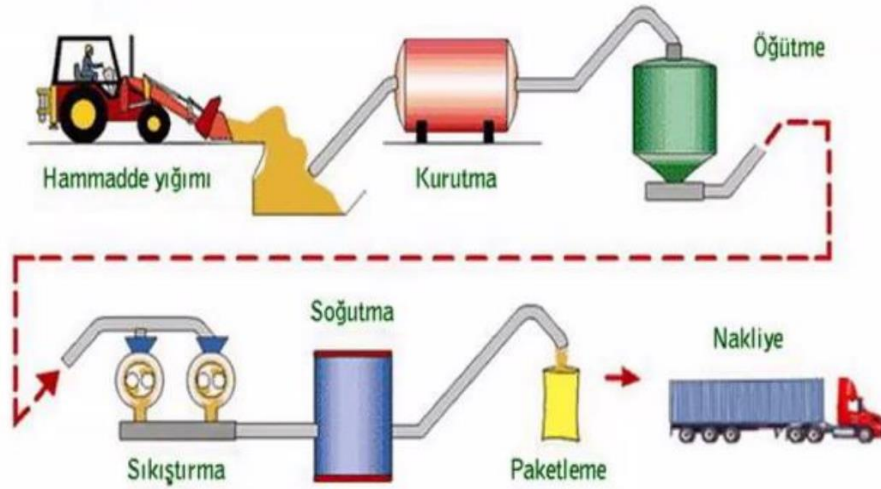 Öğütme
Hammadde yığımı
Kurutma
Soğutma
Nakliye
Sıkıştırma
Paketleme